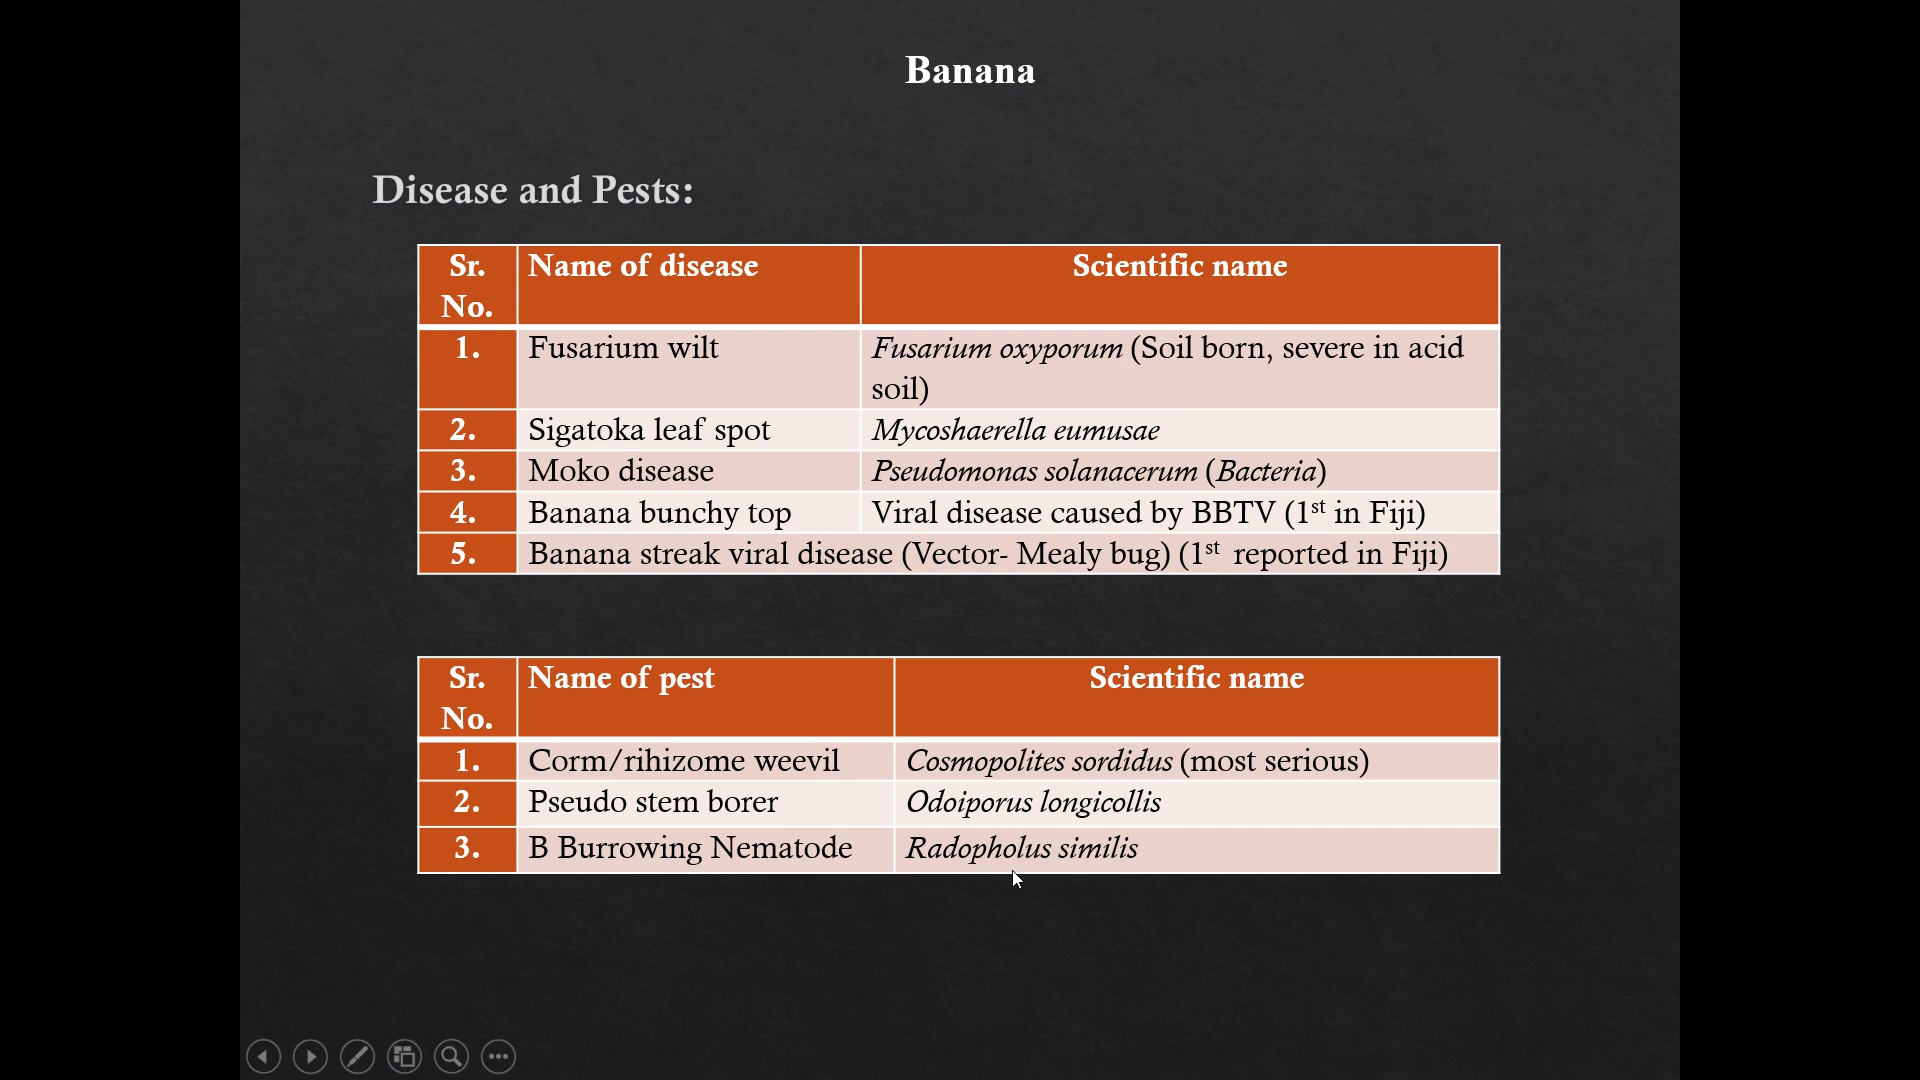 Banana
Disease and Pests:
Sr. No. Name of disease Scientific name
1. Fusarium wilt Fusarium oxyporum (Soil born, severe in acid soil)
2. Sigatoka leaf spot Mycoshaerella eumusae
3. Moko disease Pseudomonas solanacerum (Bacteria)
4. Banana bunchy top Viral disease caused by BBTV (1st in Fiji)
5. Banana streak viral disease (Vector- Mealy bug) (1st reported in Fiji)
Sr. No. Name of pest Scientific name
1. Corm/rihizome weevil Cosmopolites sordidus (most serious)
2. Pseudo stem borer Odoiporus longicollis
3. B Burrowing Nematode Radopholus similis